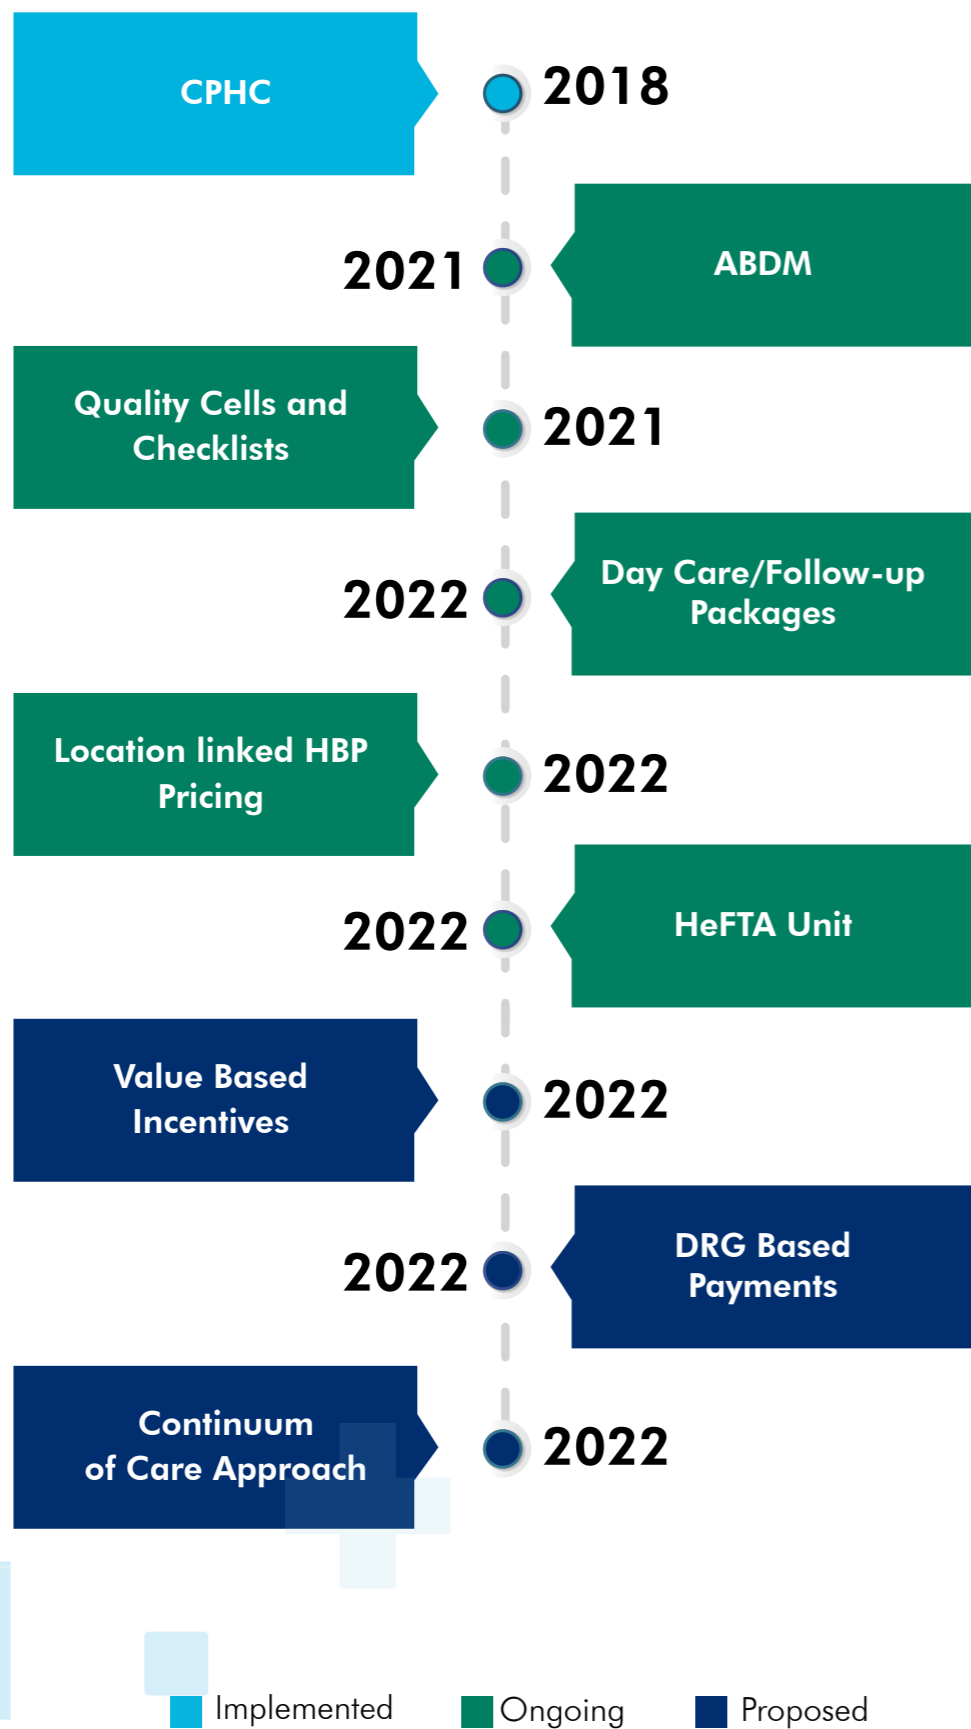 CPHC
2018
2021
ABDM
Quality Cells and
Checklists
2021
2022
Day Care/Follow-up
Packages
Location linked HBP
Pricing
2022
2022
HeFTA Unit
Value Based
Incentives
2022
2022
DRG Based
Payments
Continuum
of Care Approach
2022
Implemented
Ongoing
Proposed